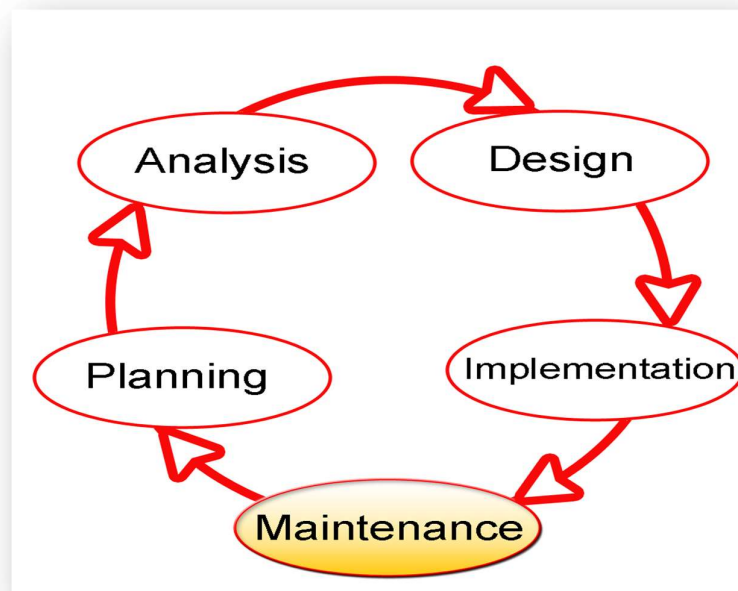 Analysis
Design
Planning
Implementation
Maintenance